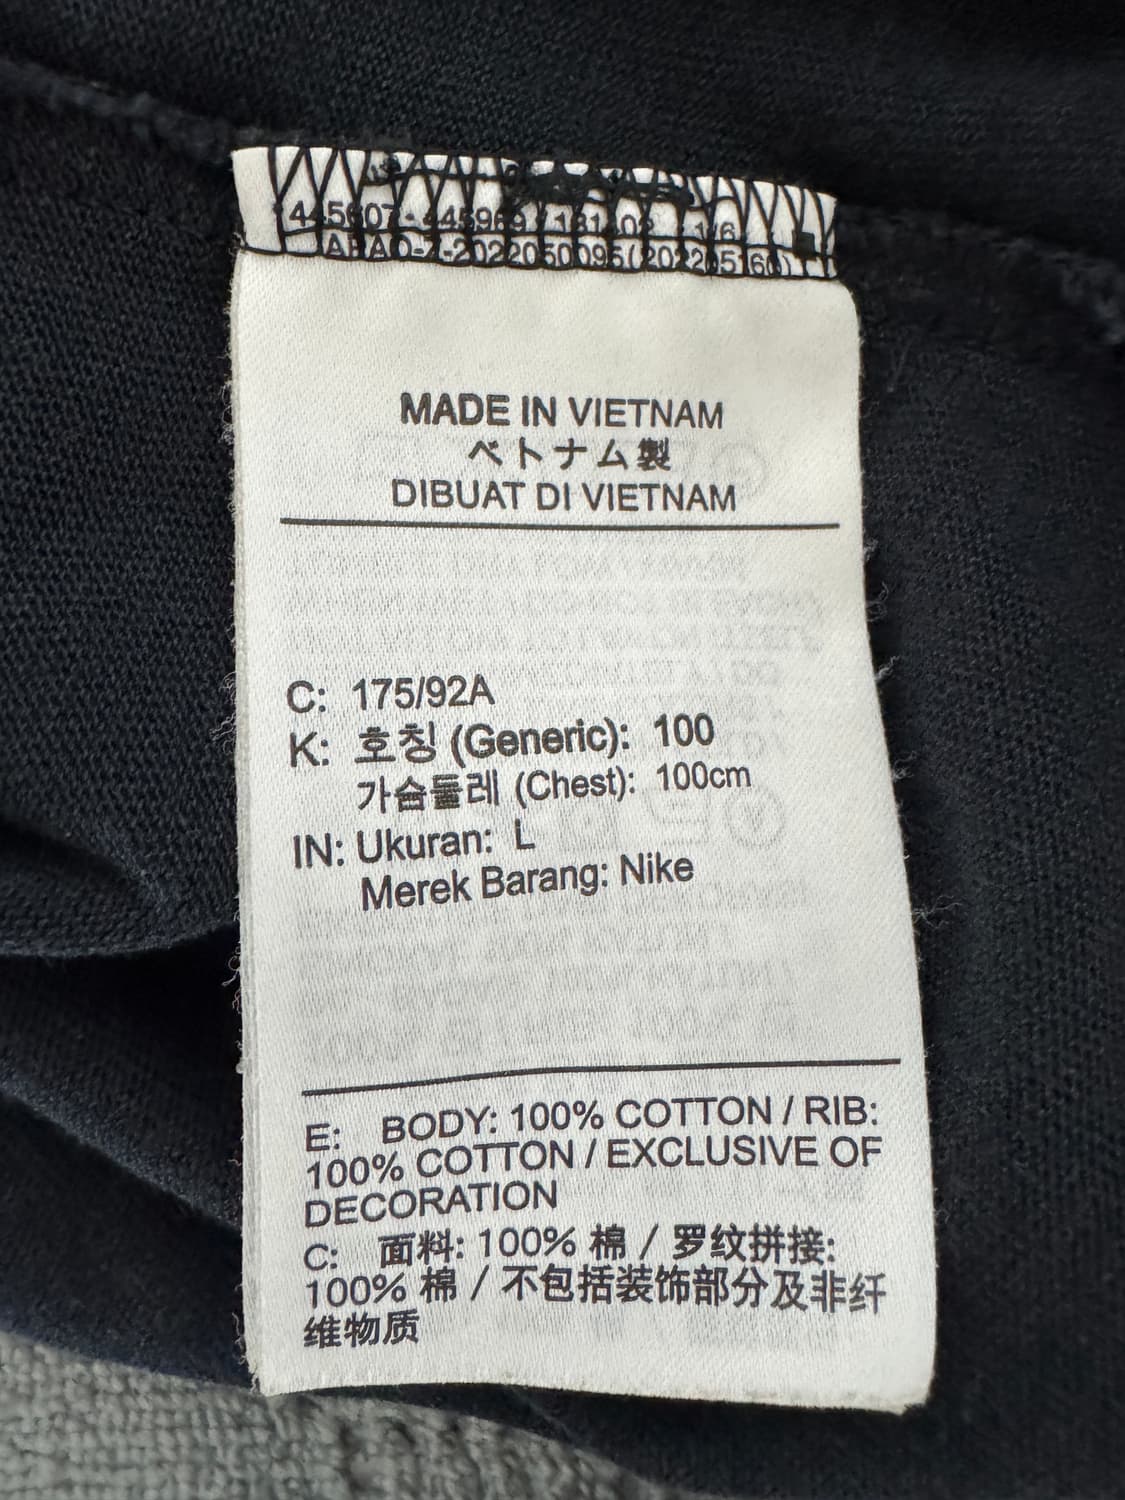 MADE IN VIETNAM
ベトナム製
DIBUAT DI VIETNAM
C: 175/92A
K: 호칭 (Generic): 100
가슴둘레 (Chest): 100cm
IN: Ukuran: L
Merek Barang: Nike
E: BODY: 100% COTTON / RIB:
100% COTTON / EXCLUSIVE OF
DECORATION
C: 面料: 100% 棉 / 罗纹拼接:
100% 棉 / 不包括装饰部分及非纤
维物质